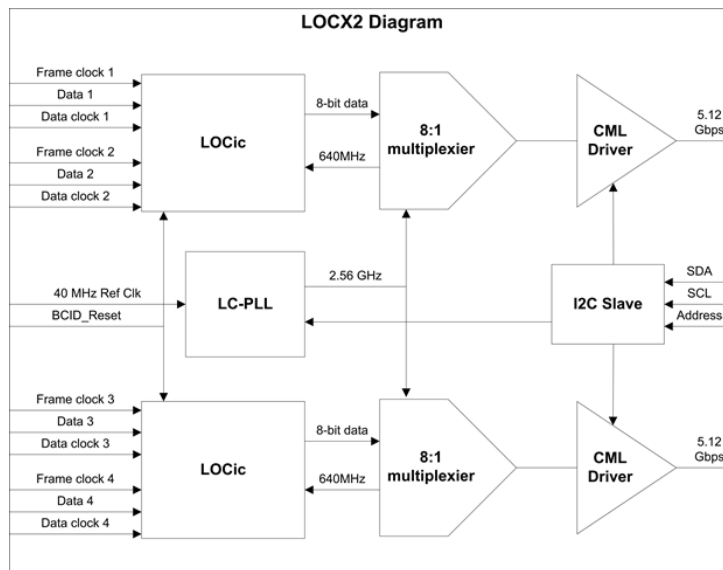 LOCX2 Diagram
Frame clock 1
Data 1
Data clock 1
Frame clock 2
Data 2
Data clock 2
LOCic
8-bit data
640MHz
8:1
multiplexier
CML
Driver
5.12
Gbps
40 MHz Ref Clk
BCID_Reset
LC-PLL
2.56 GHz
I2C Slave
SDA
SCL
Address
Frame clock 3
Data 3
Data clock 3
Frame clock 4
Data 4
Data clock 4
LOCic
8-bit data
640MHz
8:1
multiplexier
CML
Driver
5.12
Gbps